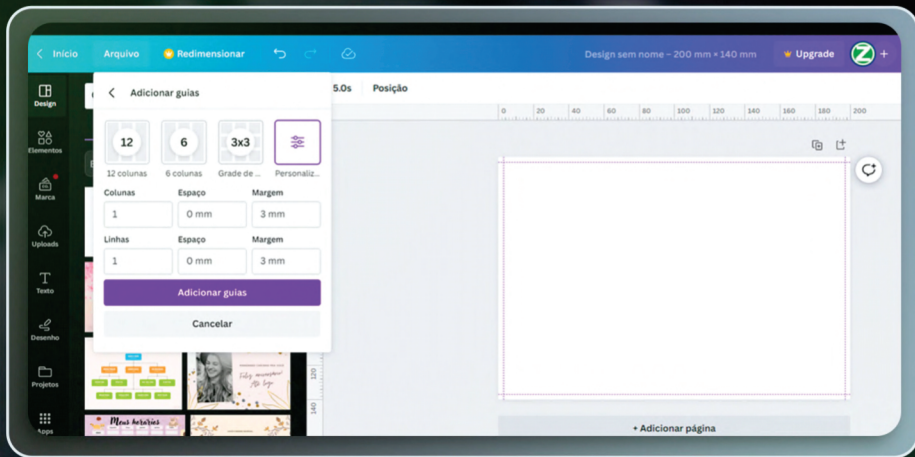 Início Arquivo Redimensionar Design sem nome – 200 mm × 140 mm Upgrade
5.0s Posição
Adicionar guias
12 6 3x3
12 colunas 6 colunas Grade de ... Personaliz...
Colunas Espaço Margem
1 0 mm 3 mm
Linhas Espaço Margem
1 0 mm 3 mm
Adicionar guias
Cancelar
Design
Elementos
Marca
Uploads
Texto
Desenho
Projetos
Apps
0 20 40 60 80 100 120 140 160 180 200
120
140
Feliz aniversário
Meus horários
+ Adicionar página